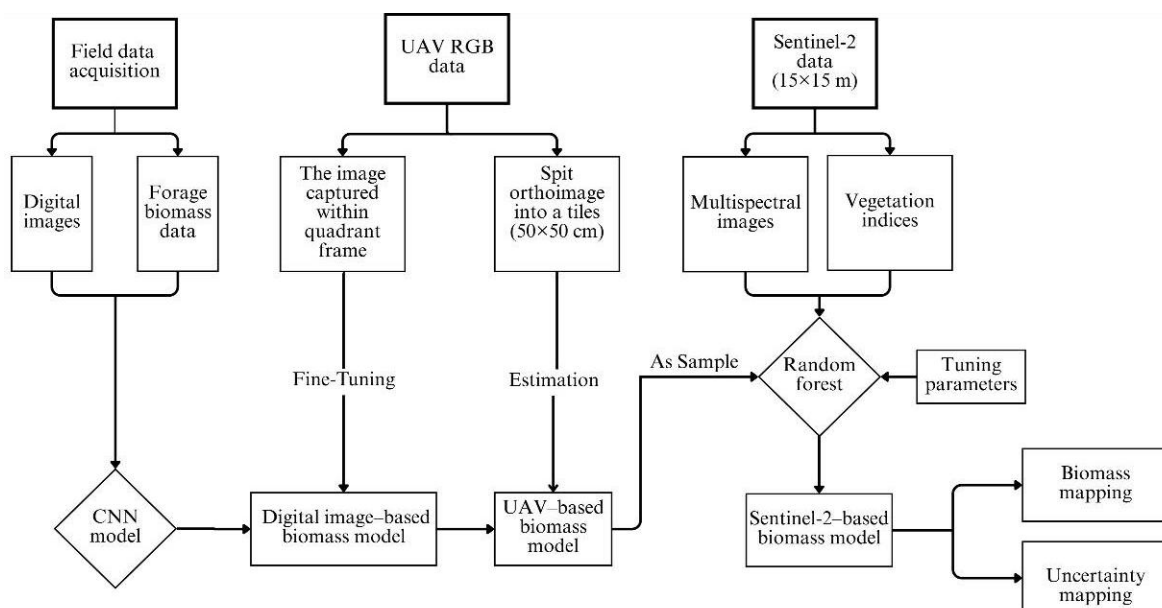 Field data
acquisition
UAV RGB
data
Sentinel-2
data
(15×15 m)
Digital
images
Forage
biomass
data
The image
captured
within
quadrant
frame
Spit
orthoimage
into a tiles
(50×50 cm)
Multispectral
images
Vegetation
indices
Fine-Tuning
Estimation
As Sample
Random
forest
Tuning
parameters
CNN
model
Digital image–based
biomass model
UAV–based
biomass
model
Sentinel-2–based
biomass model
Biomass
mapping
Uncertainty
mapping